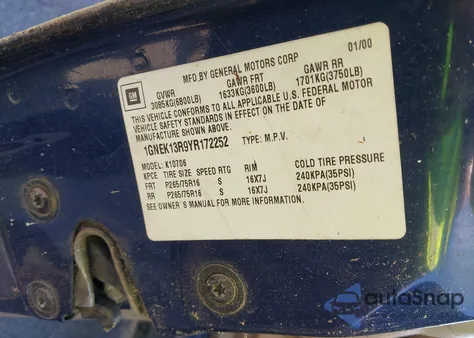 MFD.BY GENERAL MOTORS CORP 01/00
GM GVWR GAWR FRT GAWR RR
3085KG(6800LB) 1633KG(3600LB) 1701KG(3750LB)
THIS VEHICLE CONFORMS TO ALL APPLICABLE U.S. FEDERAL MOTOR
VEHICLE SAFETY STANDARDS IN EFFECT ON THE DATE OF
MANUFACTURE SHOWN ABOVE.
1GNEK13R9YR172252 TYPE: M.P.V.
MODEL: K10706
KPCE TIRE SIZE SPEED RTG RIM COLD TIRE PRESSURE
FRT P265/75R16 S 16X7J 240KPA(35PSI)
RR P265/75R16 S 16X7J 240KPA(35PSI)
SEE OWNER'S MANUAL FOR MORE INFORMATION.
autoSnap